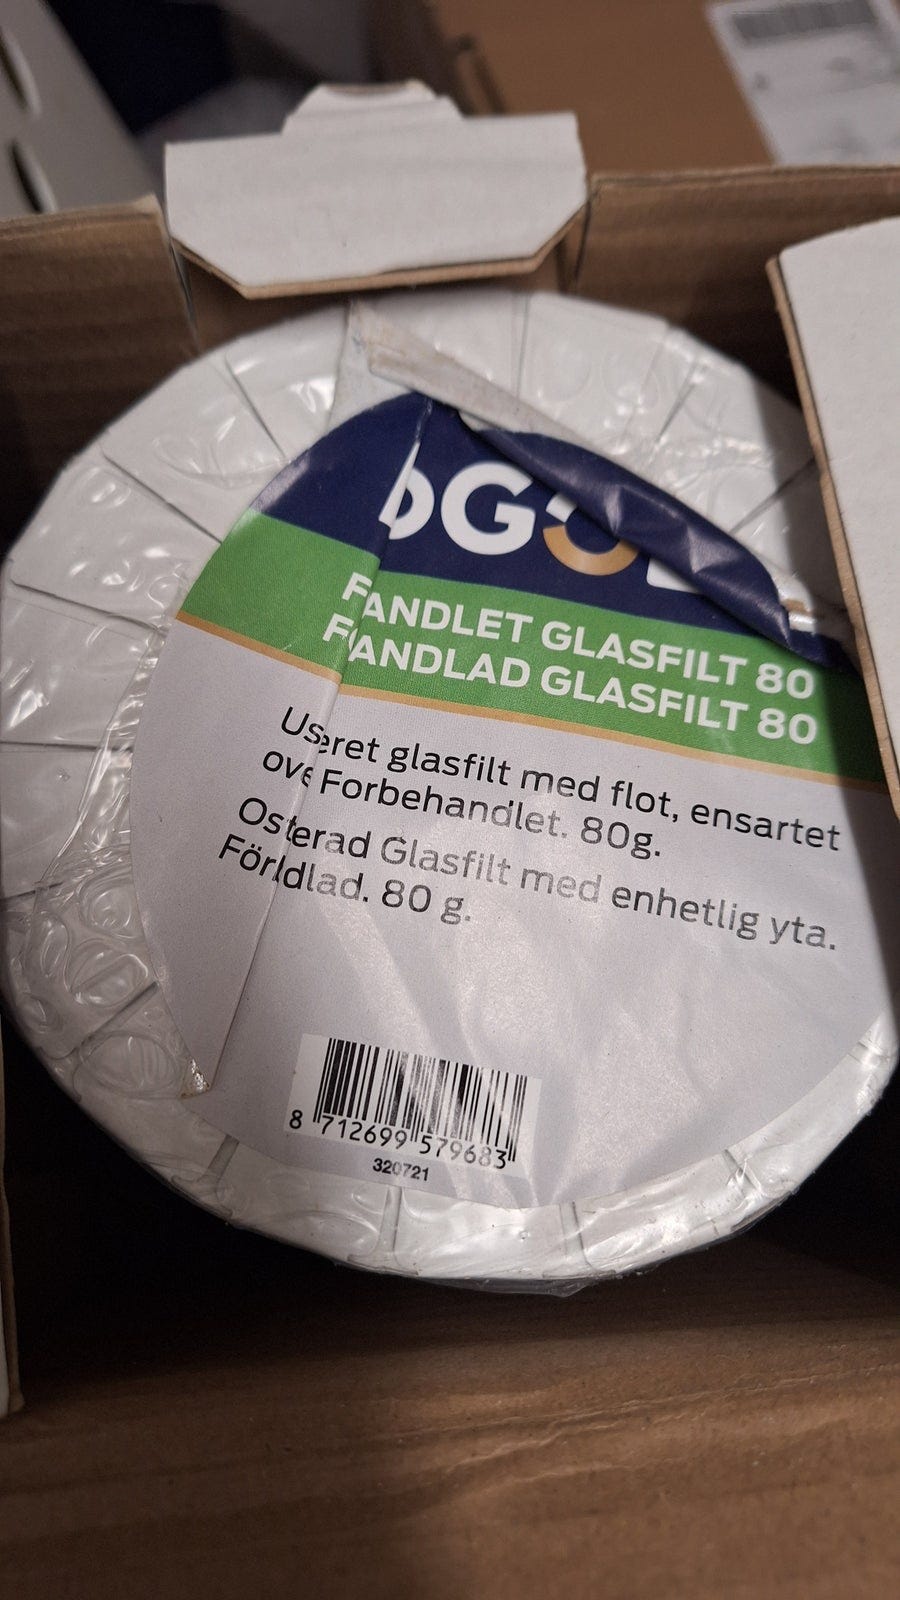 FANDLET GLASFILT 80
FANDLAD GLASFILT 80
Useret glasfilt med flot, ensartet
ove Forbehandlet. 80g.
Osterad Glasfilt med enhetlig yta.
Förldlad. 80 g.
8 712699 579683
320721